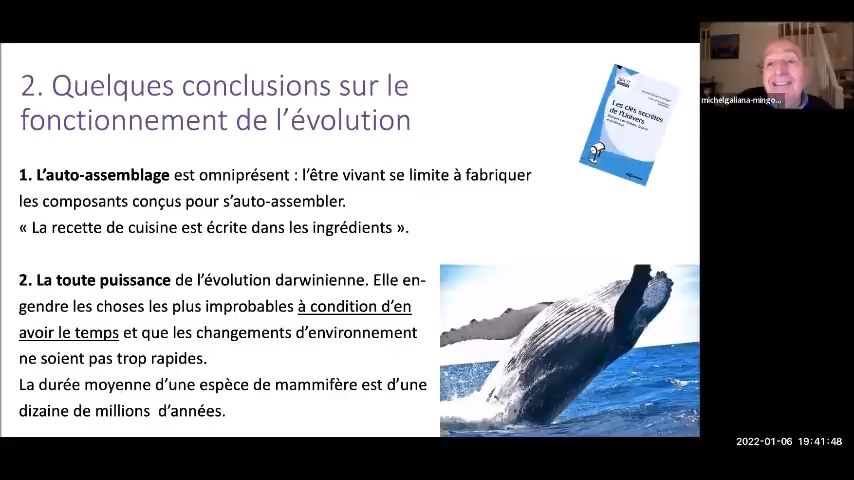 2. Quelques conclusions sur le
fonctionnement de l’évolution
Les clés secrètes
de l'Univers
michelgaliana-mingo...
1. L’auto-assemblage est omniprésent : l’être vivant se limite à fabriquer
les composants conçus pour s’auto-assembler.
« La recette de cuisine est écrite dans les ingrédients ».
2. La toute puissance de l’évolution darwinienne. Elle en-
gendre les choses les plus improbables à condition d’en
avoir le temps et que les changements d’environnement
ne soient pas trop rapides.
La durée moyenne d’une espèce de mammifère est d’une
dizaine de millions d’années.
2022-01-06 19:41:48